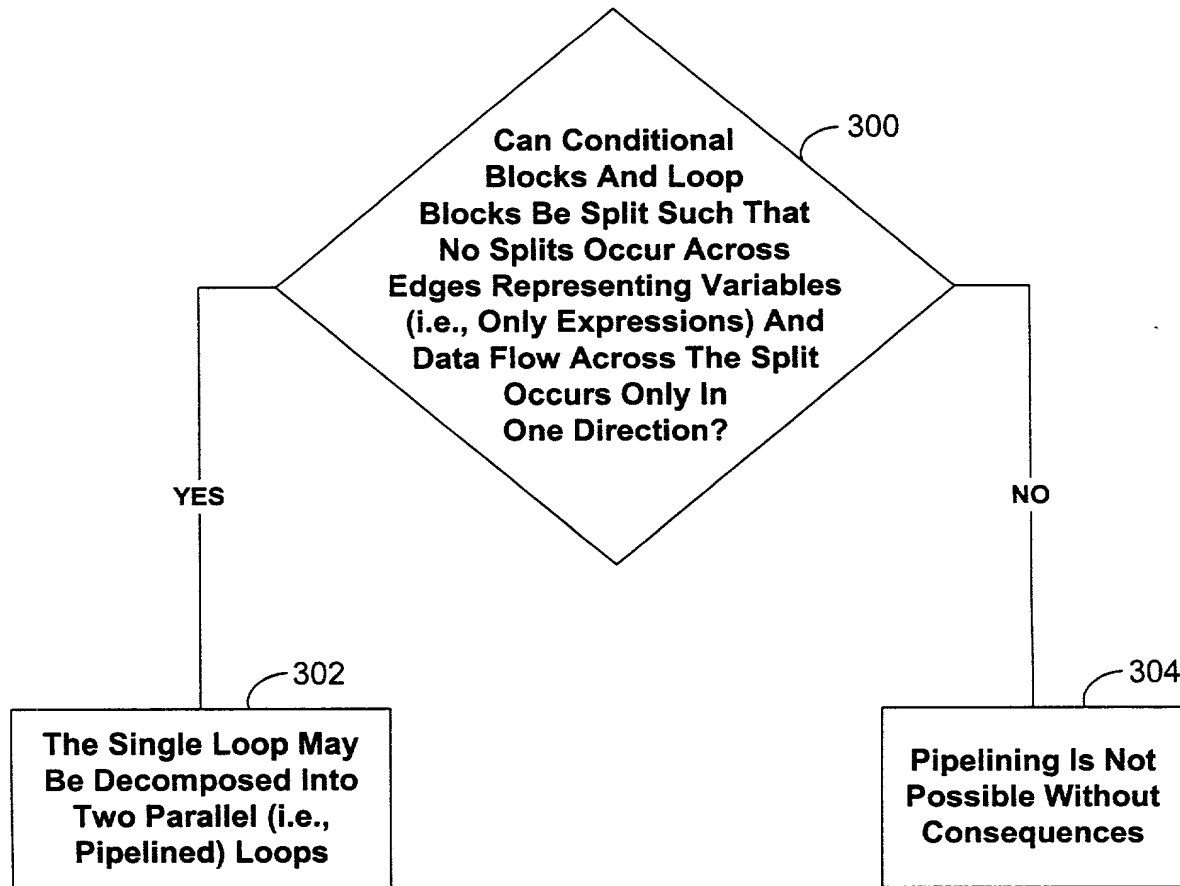 Can Conditional
Blocks And Loop
Blocks Be Split Such That
No Splits Occur Across
Edges Representing Variables
(i.e., Only Expressions) And
Data Flow Across The Split
Occurs Only In
One Direction?
300
YES
NO
302
The Single Loop May
Be Decomposed Into
Two Parallel (i.e.,
Pipelined) Loops
304
Pipelining Is Not
Possible Without
Consequences